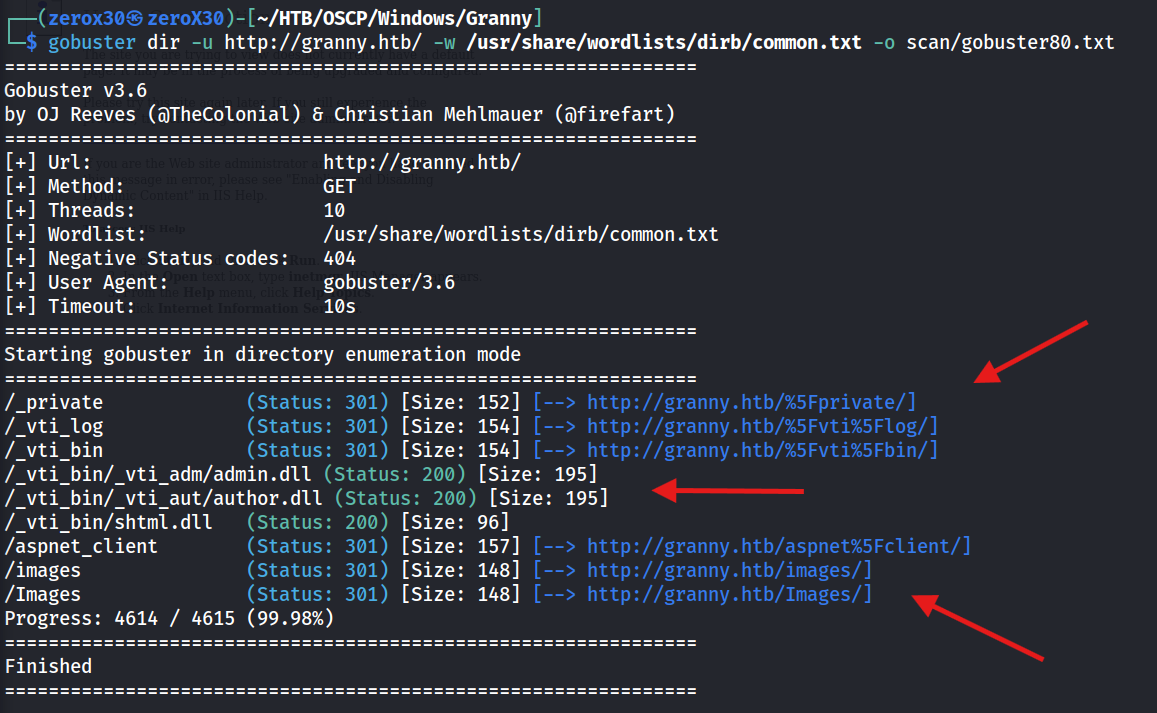 ┌──(zerox30㉿zeroX30)-[~/HTB/OSCP/Windows/Granny]
└─$ gobuster dir -u http://granny.htb/ -w /usr/share/wordlists/dirb/common.txt -o scan/gobuster80.txt
===============================================================
Gobuster v3.6
by OJ Reeves (@TheColonial) & Christian Mehlmauer (@firefart)
===============================================================
[+] Url:                     http://granny.htb/
[+] Method:                  GET
[+] Threads:                 10
[+] Wordlist:                /usr/share/wordlists/dirb/common.txt
[+] Negative Status codes:   404
[+] User Agent:              gobuster/3.6
[+] Timeout:                 10s
===============================================================
Starting gobuster in directory enumeration mode
===============================================================
/_private             (Status: 301) [Size: 152] [--> http://granny.htb/%5Fprivate/]
/_vti_log             (Status: 301) [Size: 154] [--> http://granny.htb/%5Fvti%5Flog/]
/_vti_bin             (Status: 301) [Size: 154] [--> http://granny.htb/%5Fvti%5Fbin/]
/_vti_bin/_vti_adm/admin.dll (Status: 200) [Size: 195]
/_vti_bin/_vti_aut/author.dll (Status: 200) [Size: 195]
/_vti_bin/shtml.dll   (Status: 200) [Size: 96]
/aspnet_client        (Status: 301) [Size: 157] [--> http://granny.htb/aspnet%5Fclient/]
/images               (Status: 301) [Size: 148] [--> http://granny.htb/images/]
/Images               (Status: 301) [Size: 148] [--> http://granny.htb/Images/]
Progress: 4614 / 4615 (99.98%)
===============================================================
Finished
===============================================================